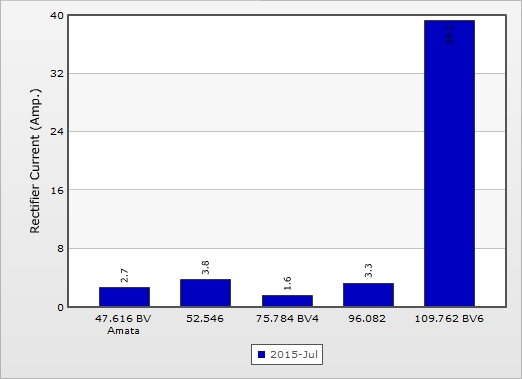 40
32
24
16
8
0
Rectifier Current (Amp.)
2.7
3.8
1.6
3.3
47.616 BV
Amata
52.546
75.784 BV4
96.082
109.762 BV6
2015-Jul